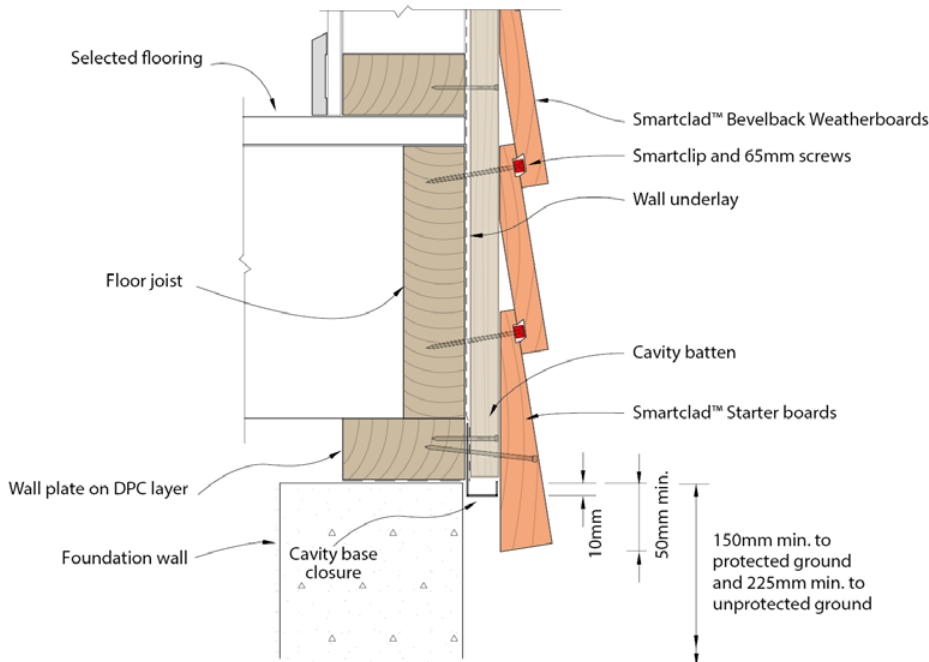 Selected flooring
Smartclad™ Bevelback Weatherboards
Smartclip and 65mm screws
Wall underlay
Floor joist
Cavity batten
Smartclad™ Starter boards
Wall plate on DPC layer
Foundation wall
Cavity base
closure
10mm
50mm min.
150mm min. to
protected ground
and 225mm min. to
unprotected ground